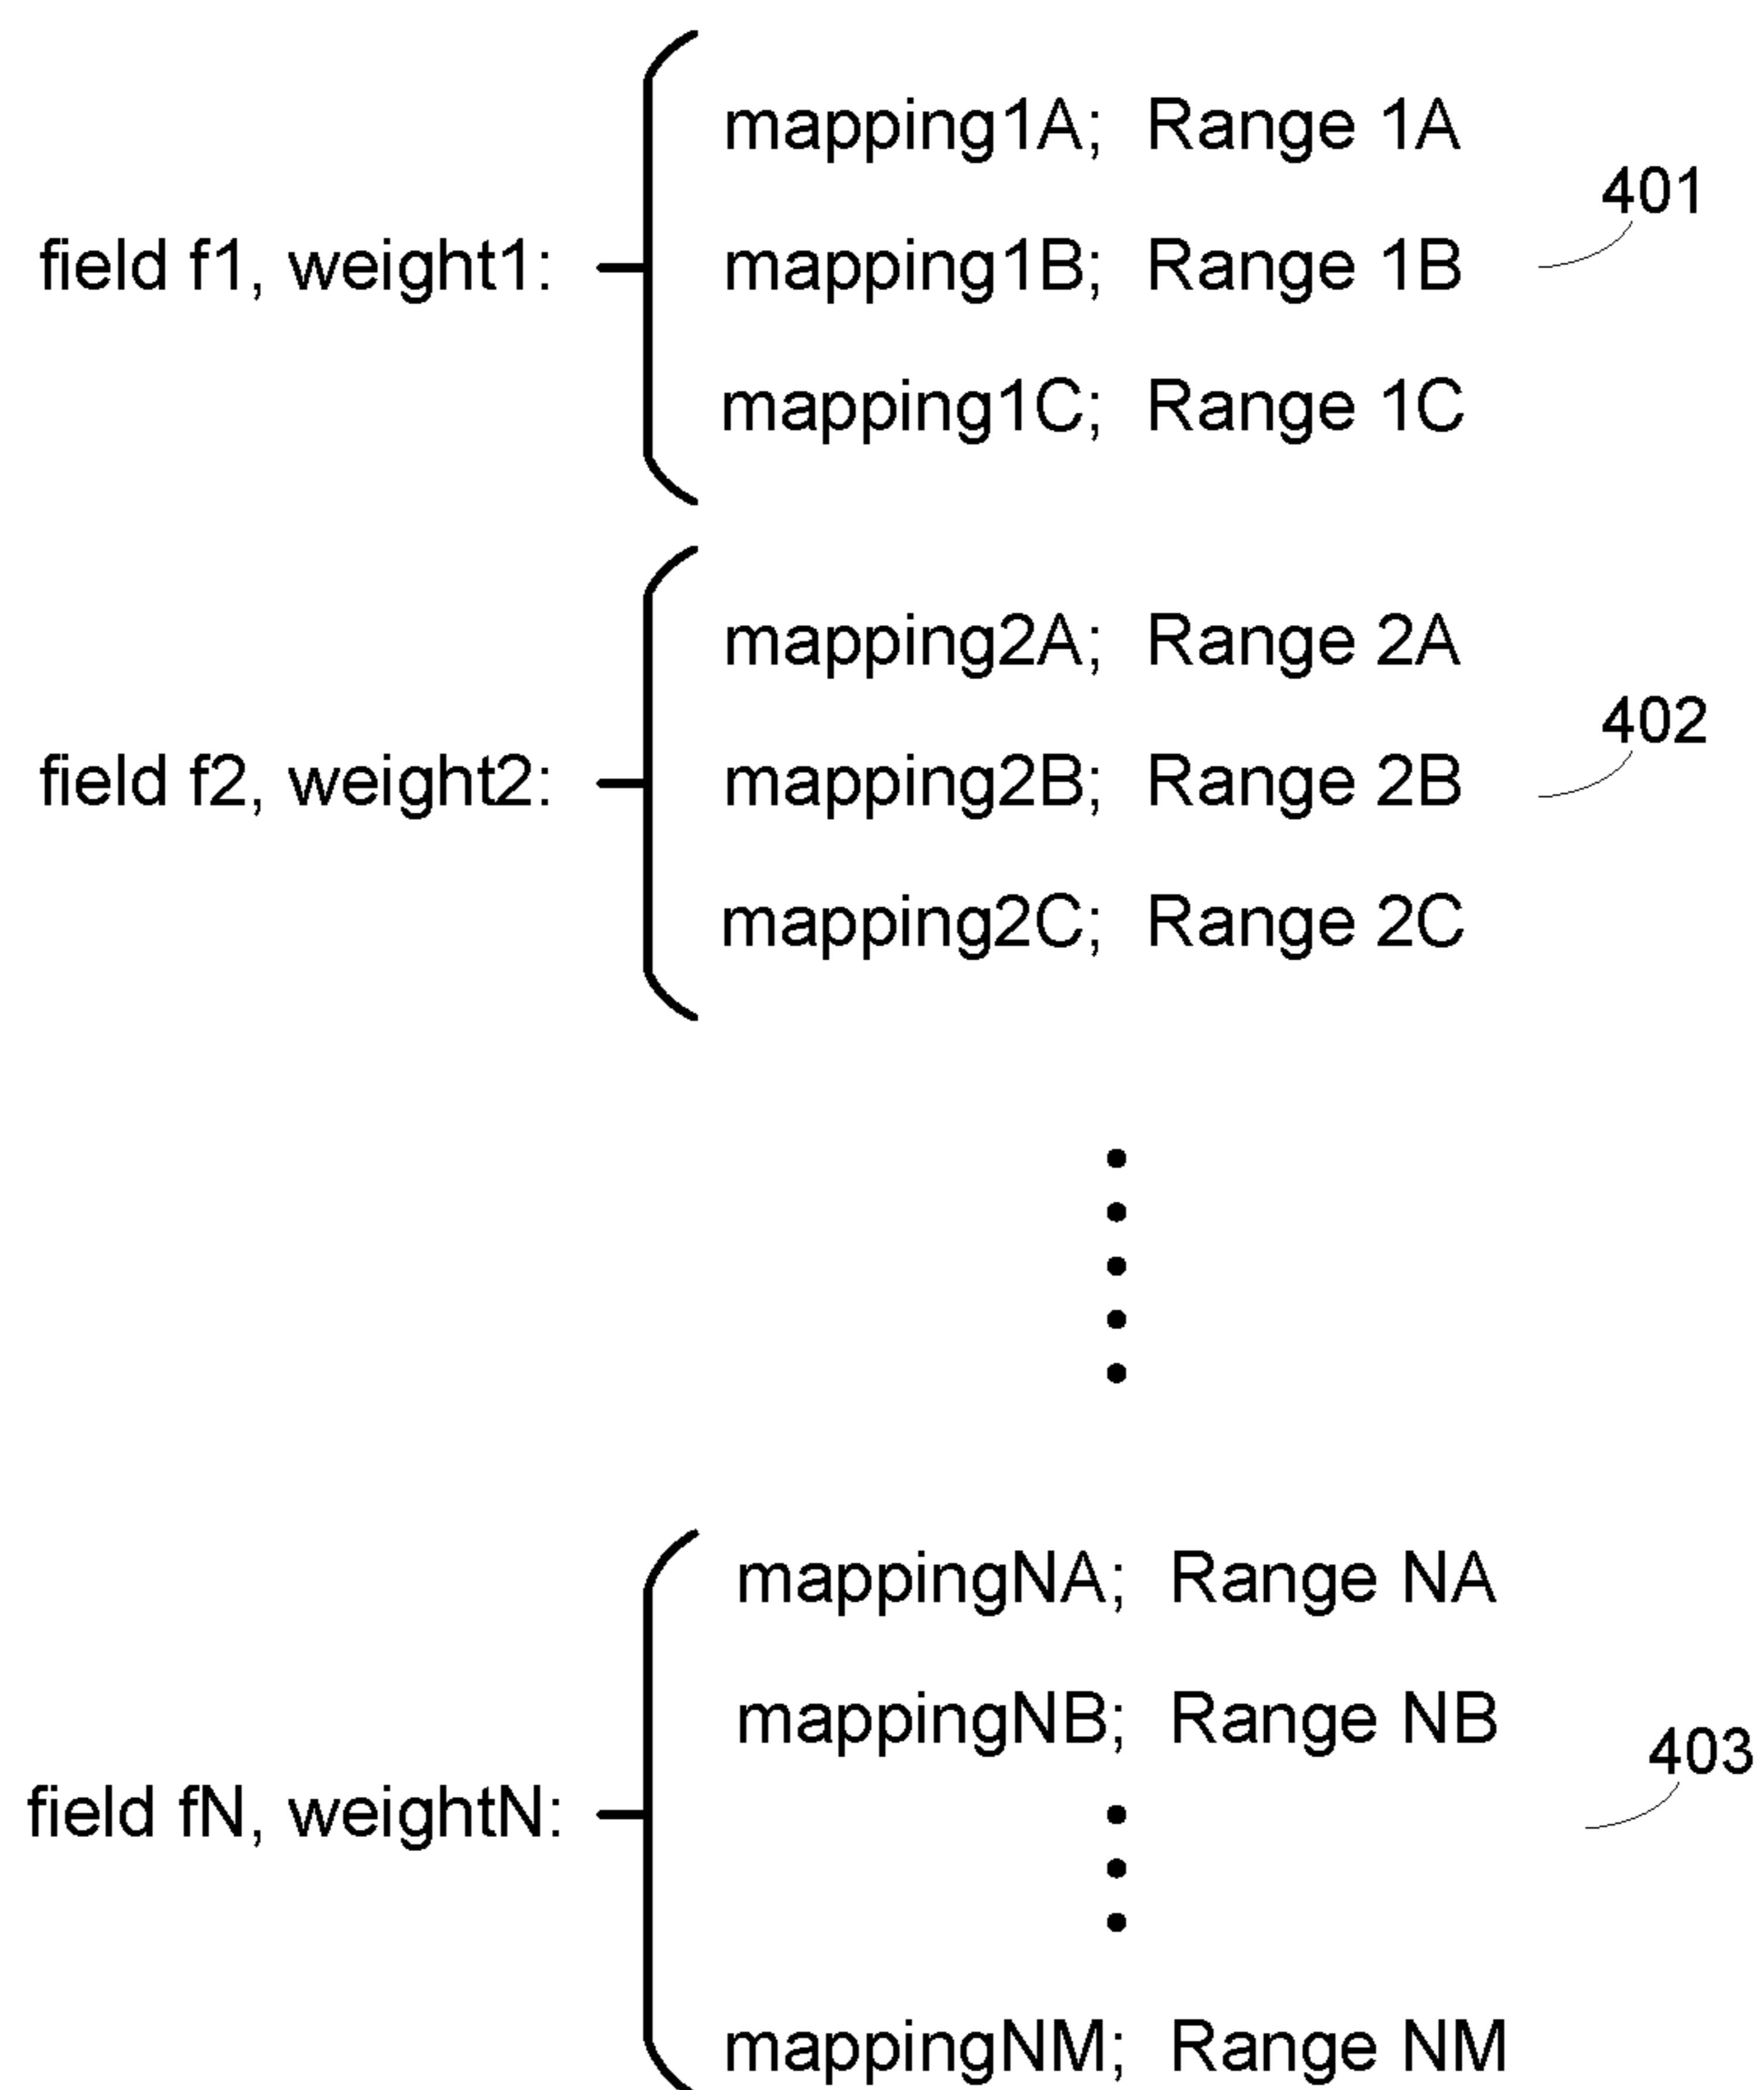 mapping1A; Range 1A
401
field f1, weight1: mapping1B; Range 1B
mapping1C; Range 1C
mapping2A; Range 2A
402
field f2, weight2: mapping2B; Range 2B
mapping2C; Range 2C
mappingNA; Range NA
mappingNB; Range NB
403
field fN, weightN:
mappingNM; Range NM